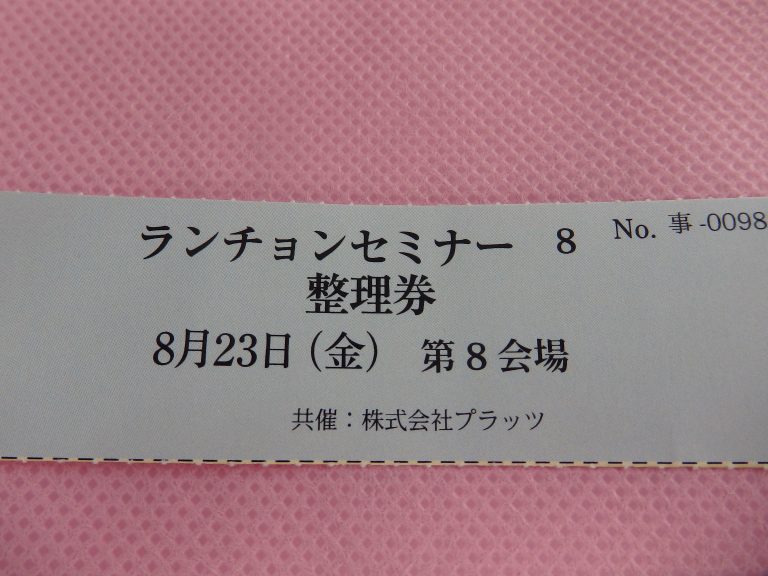 ランチョンセミナー 8 No. 事-0098
整理券
8月23日(金) 第8会場
共催:株式会社プラッツ